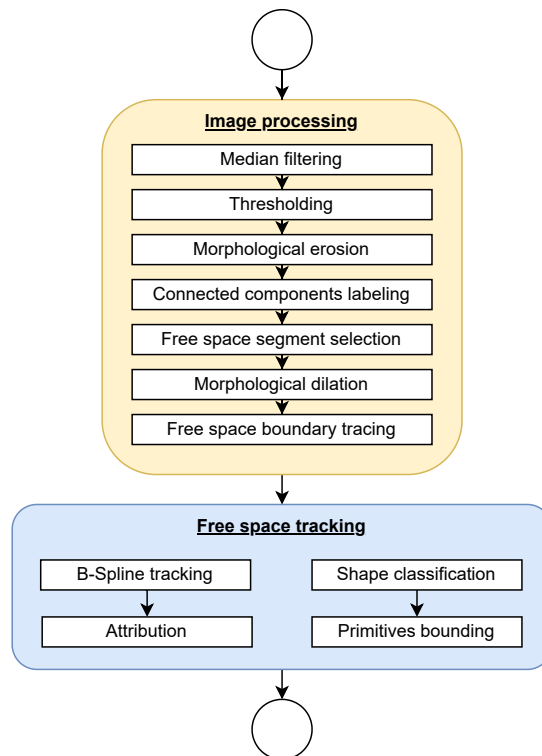 Image processing
Median filtering
Thresholding
Morphological erosion
Connected components labeling
Free space segment selection
Morphological dilation
Free space boundary tracing
Free space tracking
B-Spline tracking
Attribution
Shape classification
Primitives bounding